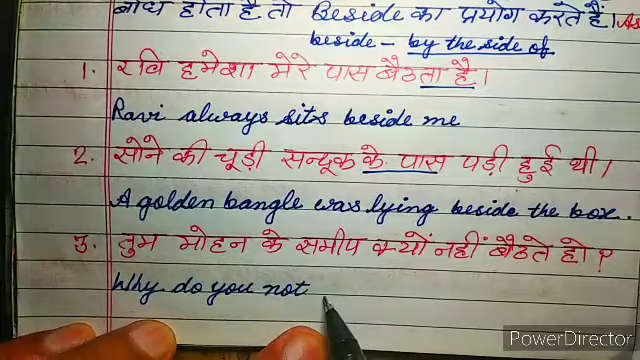 बोध होता है, तो Beside का प्रयोग करते हैं। As
beside - by the side of
1. रवि हमेशा मेरे पास बैठता है।
Ravi always sits beside me
2. सोने की चूड़ी सन्दूक के पास पड़ी हुई थी।
A golden bangle was lying beside the box.
3. तुम मोहन के समीप क्यों नहीं बैठते हो?
Why do you not
PowerDirector